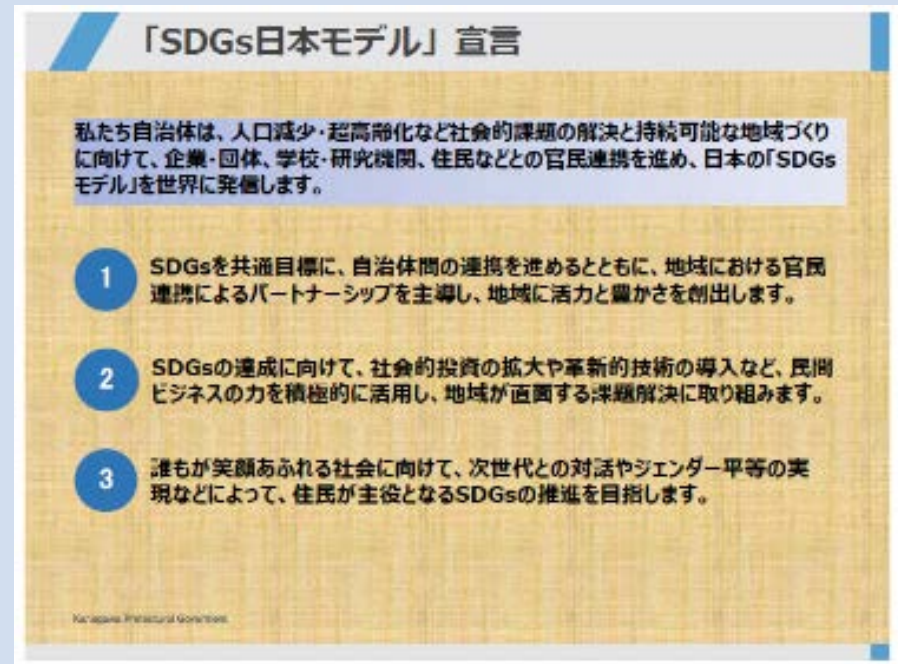 「SDGs日本モデル」宣言
私たち自治体は、人口減少・超高齢化など社会的課題の解決と持続可能な地域づくり
に向けて、企業・団体、学校・研究機関、住民などとの官民連携を進め、日本の「SDGs
モデル」を世界に発信します。
1
SDGsを共通目標に、自治体間の連携を進めるとともに、地域における官民
連携によるパートナーシップを主導し、地域に活力と豊かさを創出します。
2
SDGsの達成に向けて、社会的投資の拡大や革新的技術の導入など、民間
ビジネスの力を積極的に活用し、地域が直面する課題解決に取り組みます。
3
誰もが笑顔あふれる社会に向けて、次世代との対話やジェンダー平等の実
現などによって、住民が主役となるSDGsの推進を目指します。
Kanagawa Prefectural Government